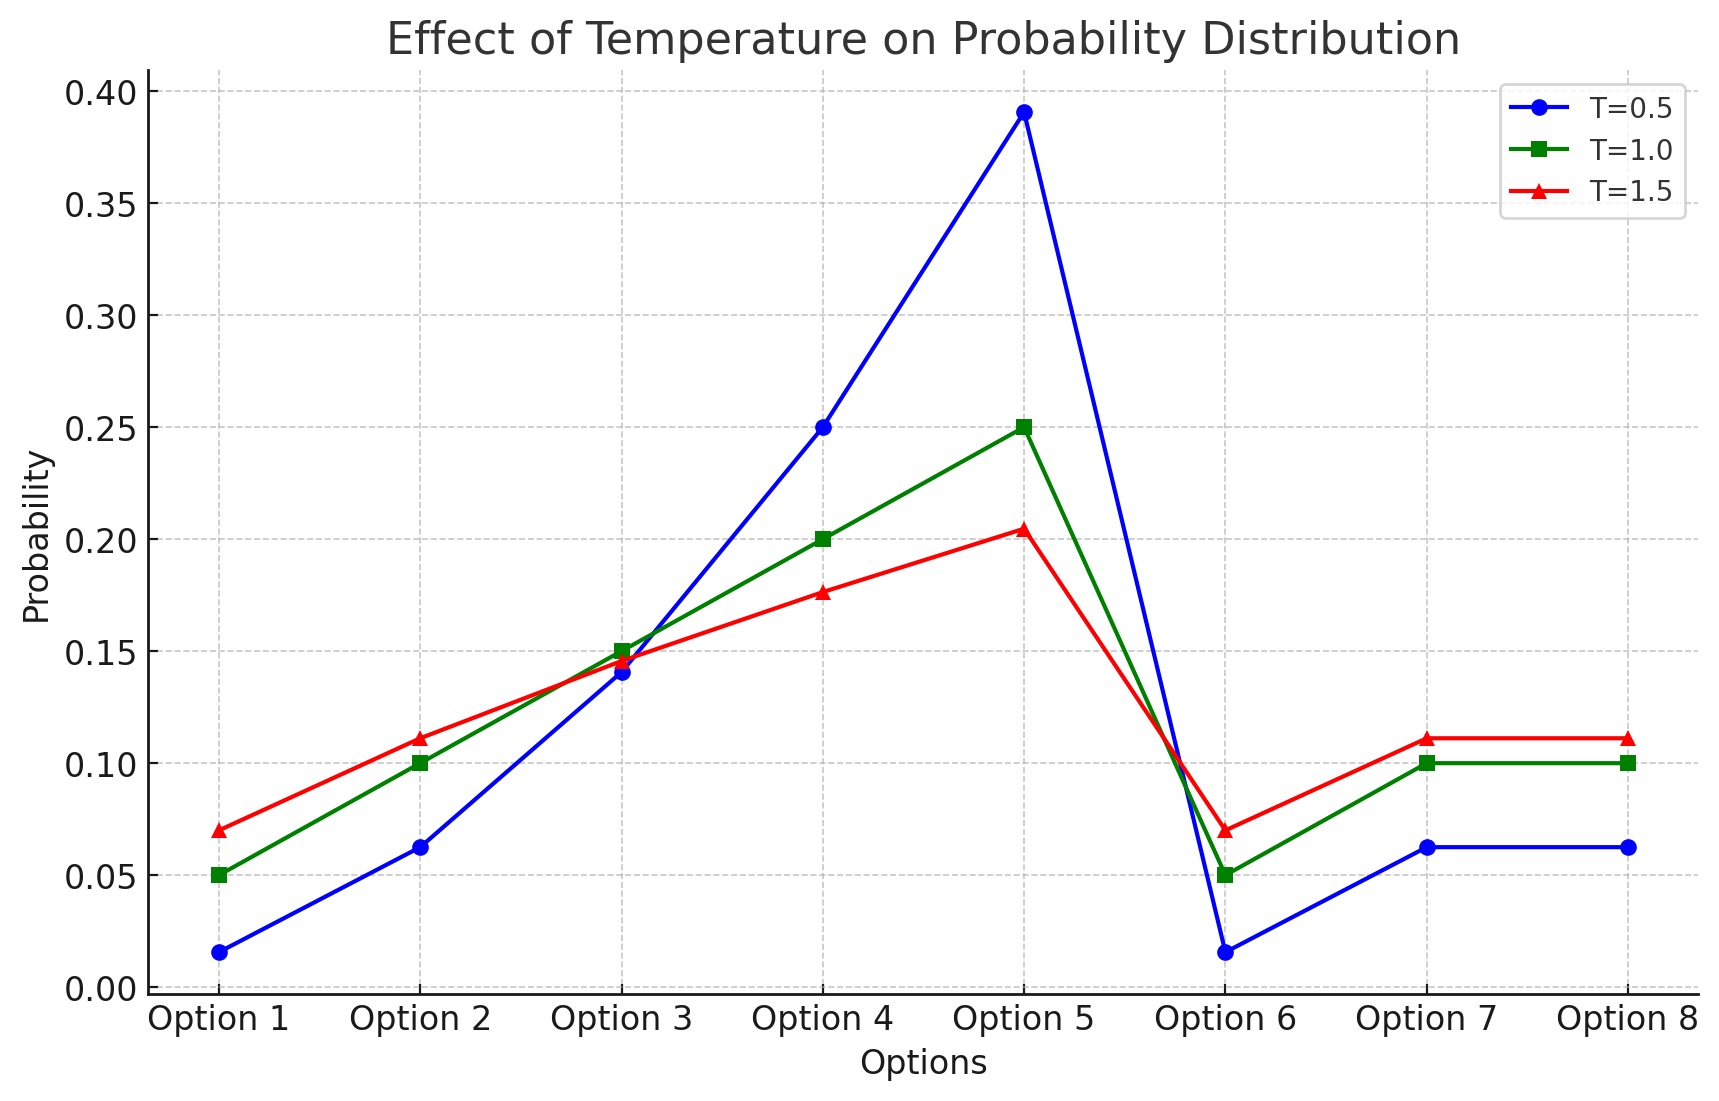 Effect of Temperature on Probability Distribution
T=0.5
T=1.0
T=1.5
0.40
0.35
0.30
0.25
0.20
0.15
0.10
0.05
0.00
Probability
Option 1 Option 2 Option 3 Option 4 Option 5 Option 6 Option 7 Option 8
Options